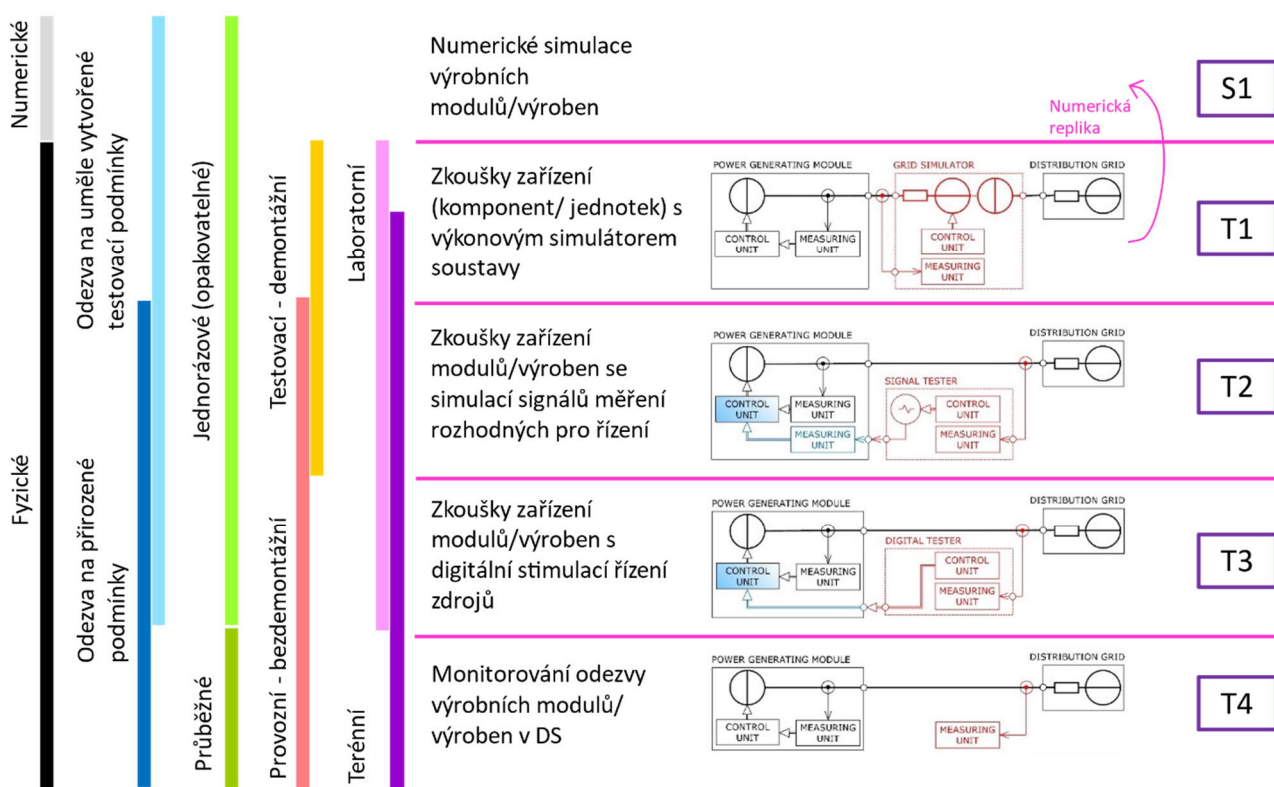 Numerické
Fyzické
Odezva na uměle vytvořené
testovací podmínky
Odezva na přirozené
podmínky
Jednorázové (opakovatelné)
Průběžné
Testovací - demontážní
Provozní - bezdemontážní
Laboratorní
Terénní
Numerické simulace
výrobních
modulů/výroben
Numerická
replika
S1
Zkoušky zařízení
(komponent/ jednotek) s
výkonovým simulátorem
soustavy
POWER GENERATING MODULE
GRID SIMULATOR
DISTRIBUTION GRID
CONTROL
UNIT
MEASURING
UNIT
CONTROL
UNIT
MEASURING
UNIT
T1
Zkoušky zařízení
modulů/výroben se
simulací signálů měření
rozhodných pro řízení
POWER GENERATING MODULE
DISTRIBUTION GRID
SIGNAL TESTER
CONTROL
UNIT
MEASURING
UNIT
CONTROL
UNIT
MEASURING
UNIT
MEASURING
UNIT
T2
Zkoušky zařízení
modulů/výroben s
digitální stimulací řízení
zdrojů
POWER GENERATING MODULE
DISTRIBUTION GRID
DIGITAL TESTER
CONTROL
UNIT
MEASURING
UNIT
CONTROL
UNIT
MEASURING
UNIT
T3
Monitorování odezvy
výrobních modulů/
výroben v DS
POWER GENERATING MODULE
DISTRIBUTION GRID
CONTROL
UNIT
MEASURING
UNIT
MEASURING
UNIT
T4